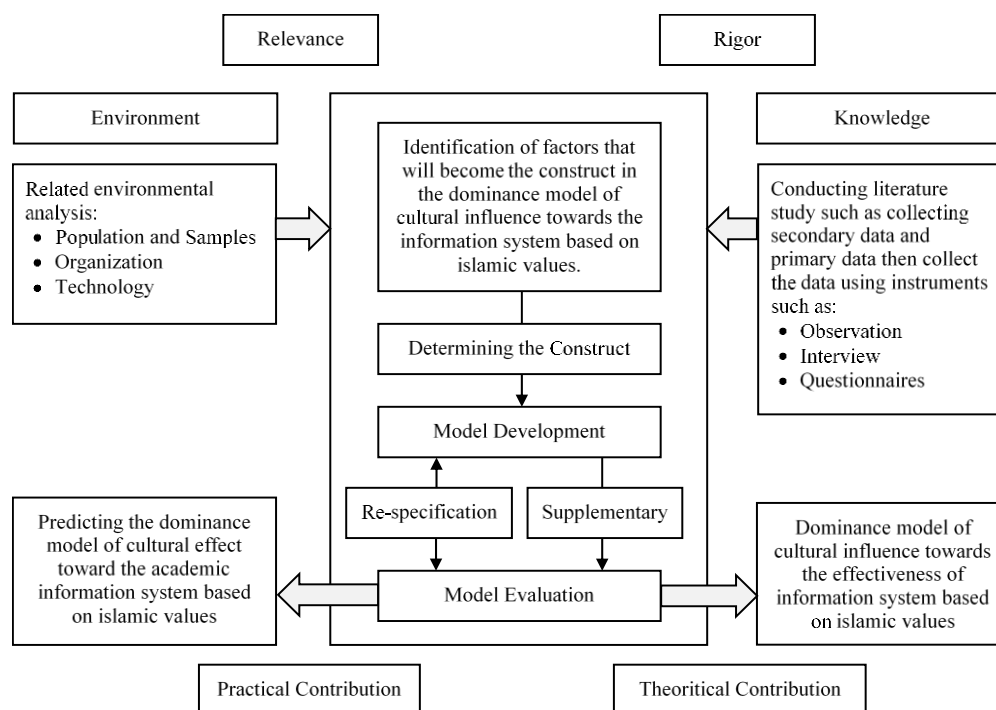 Relevance
Rigor
Environment
Knowledge
Related environmental
analysis:
• Population and Samples
• Organization
• Technology
Identification of factors that
will become the construct in
the dominance model of
cultural influence towards the
information system based on
islamic values.
Conducting literature
study such as collecting
secondary data and
primary data then collect
the data using instruments
such as:
• Observation
• Interview
• Questionnaires
Determining the Construct
Model Development
Re-specification
Supplementary
Predicting the dominance
model of cultural effect
toward the academic
information system based
on islamic values
Model Evaluation
Dominance model of
cultural influence towards
the effectiveness of
information system based
on islamic values
Practical Contribution
Theoritical Contribution